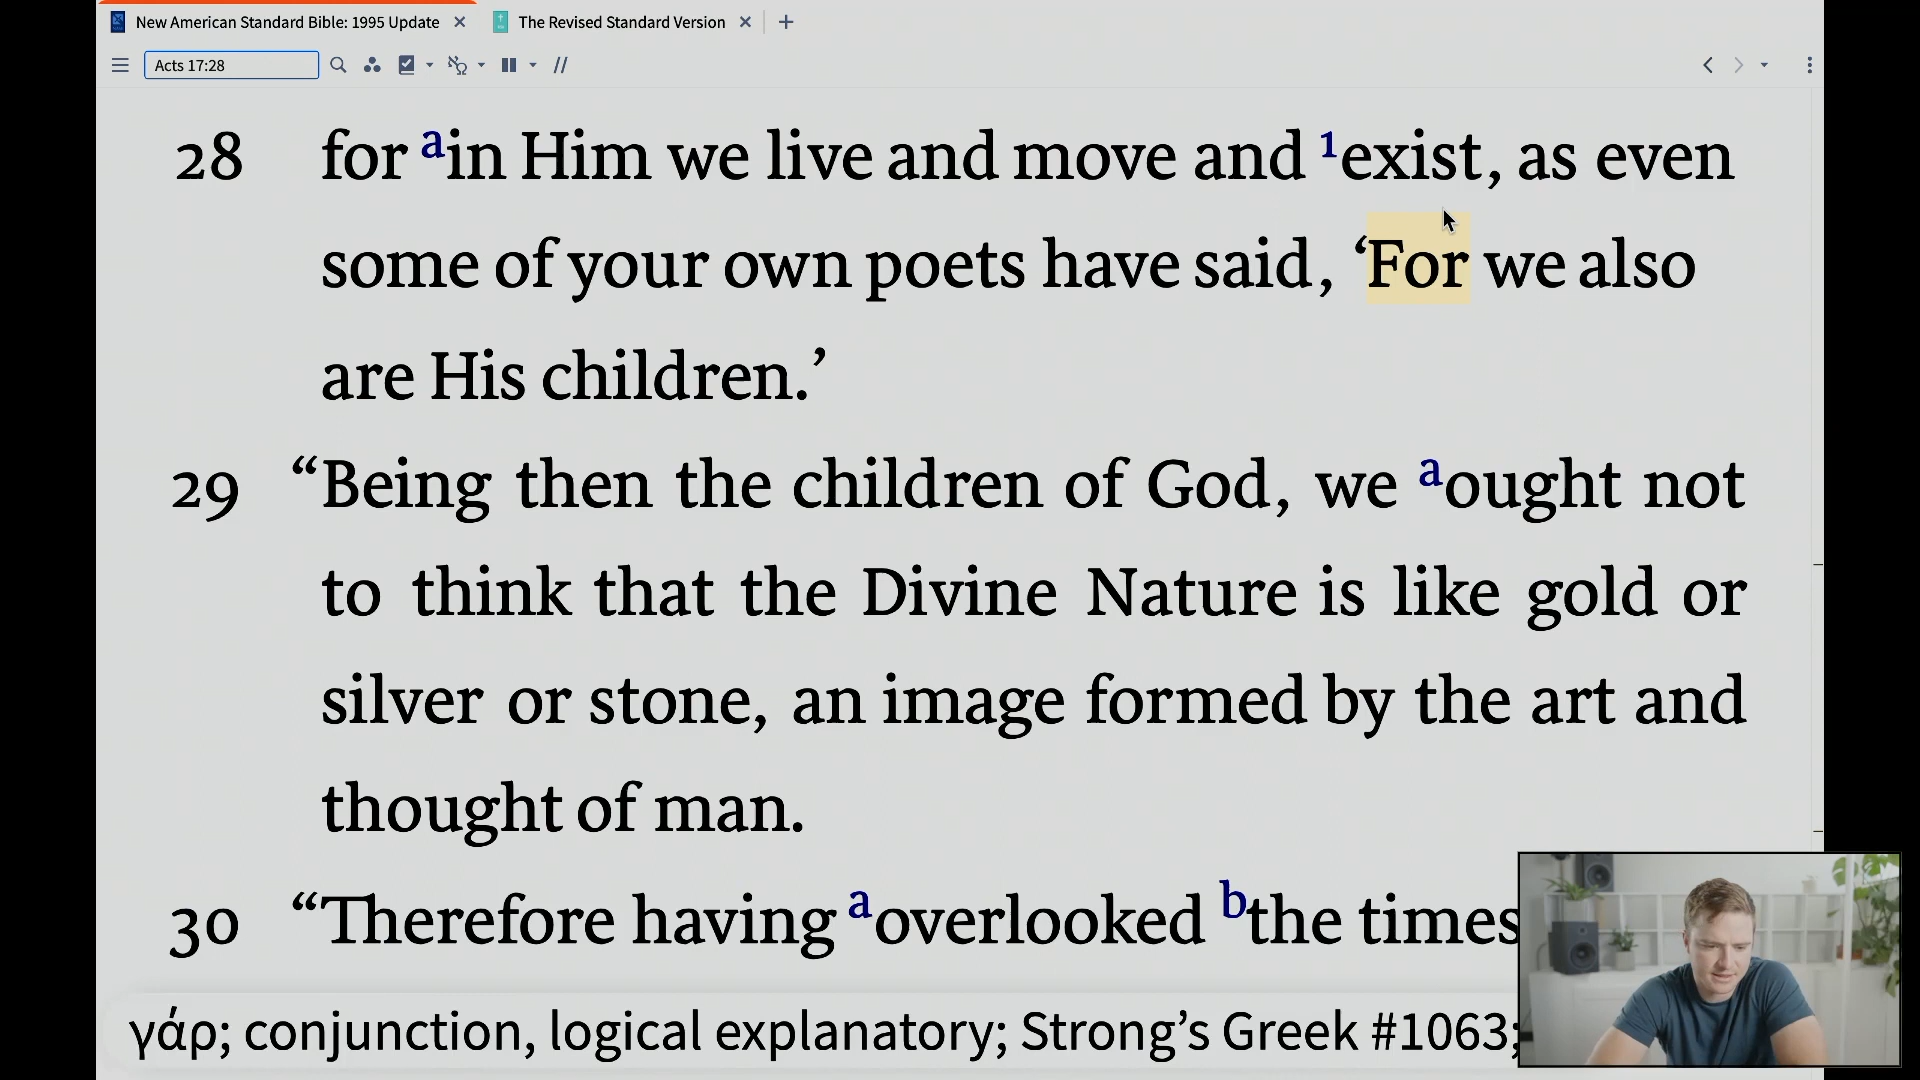 New American Standard Bible: 1995 Update
The Revised Standard Version
Acts 17:28
28 for ᵃin Him we live and move and ¹exist, as even
some of your own poets have said, ‘For we also
are His children.’
29 “Being then the children of God, we ᵃought not
to think that the Divine Nature is like gold or
silver or stone, an image formed by the art and
thought of man.
30 “Therefore having ᵃoverlooked ᵇthe times
γάρ; conjunction, logical explanatory; Strong’s Greek #1063;